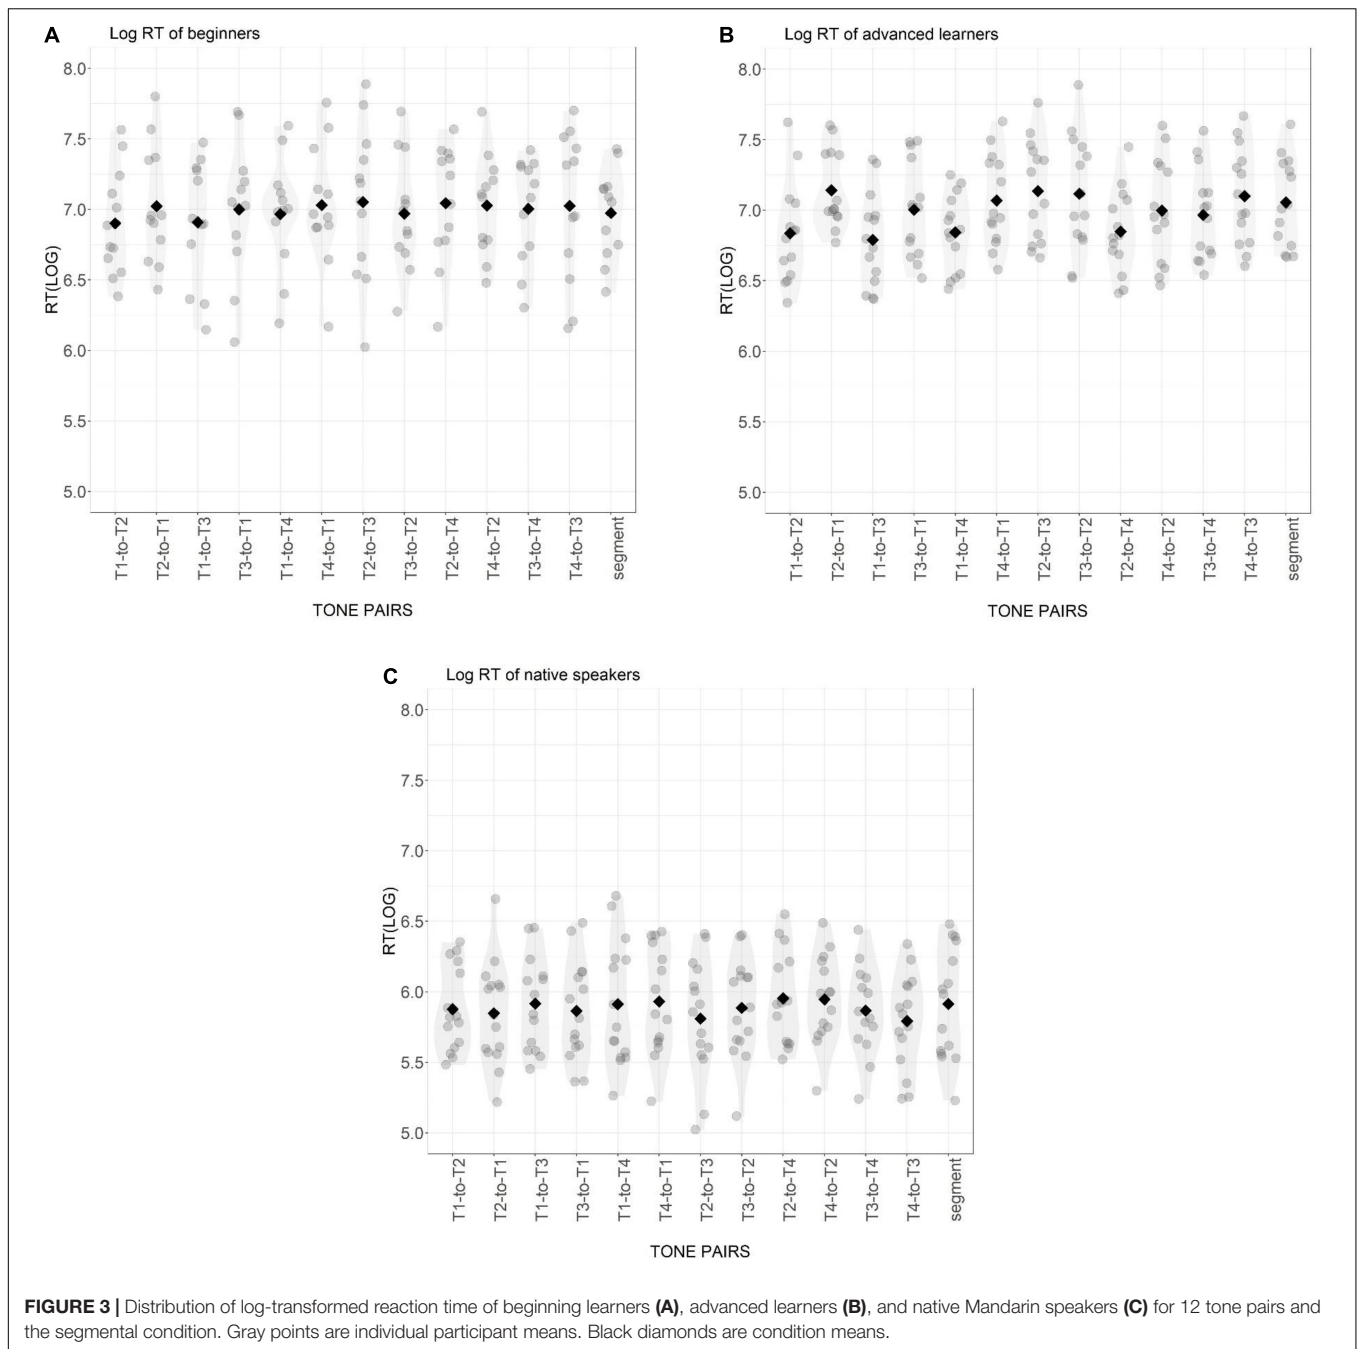 A Log RT of beginners
8.0
7.5
7.0
6.5
6.0
5.5
5.0
RT(LOG)
T1-to-T2
T2-to-T1
T1-to-T3
T3-to-T1
T1-to-T4
T4-to-T1
T2-to-T3
T3-to-T2
T2-to-T4
T4-to-T2
T3-to-T4
T4-to-T3
segment
TONE PAIRS
B Log RT of advanced learners
8.0
7.5
7.0
6.5
6.0
5.5
5.0
RT(LOG)
T1-to-T2
T2-to-T1
T1-to-T3
T3-to-T1
T1-to-T4
T4-to-T1
T2-to-T3
T3-to-T2
T2-to-T4
T4-to-T2
T3-to-T4
T4-to-T3
segment
TONE PAIRS
C Log RT of native speakers
8.0
7.5
7.0
6.5
6.0
5.5
5.0
RT(LOG)
T1-to-T2
T2-to-T1
T1-to-T3
T3-to-T1
T1-to-T4
T4-to-T1
T2-to-T3
T3-to-T2
T2-to-T4
T4-to-T2
T3-to-T4
T4-to-T3
segment
TONE PAIRS
FIGURE 3 | Distribution of log-transformed reaction time of beginning learners (A), advanced learners (B), and native Mandarin speakers (C) for 12 tone pairs and
the segmental condition. Gray points are individual participant means. Black diamonds are condition means.